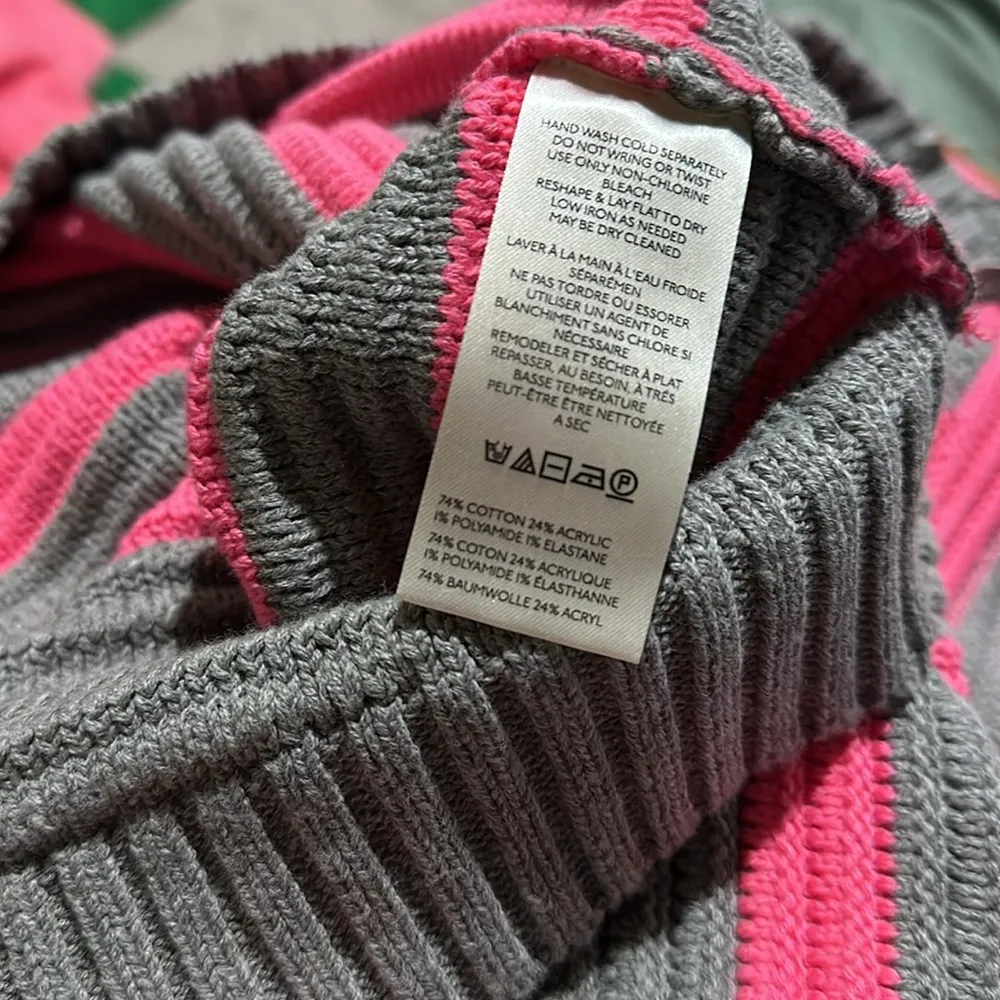 HAND WASH COLD SEPARATELY
DO NOT WRING OR TWIST
USE ONLY NON-CHLORINE
BLEACH
RESHAPE & LAY FLAT TO DRY
LOW IRON AS NEEDED
MAY BE DRY CLEANED
LAVER À LA MAIN À L'EAU FROIDE
SÉPARÉMEN
NE PAS TORDRE OU ESSORER
UTILISER UN AGENT DE
BLANCHIMENT SANS CHLORE SI
NÉCESSAIRE
REMODELER ET SÉCHER À PLAT
REPASSER, AU BESOIN, À TRÉS
BASSE TEMPÉRATURE
PEUT-ÊTRE ÊTRE NETTOYÉE
A SEC
P
74% COTTON 24% ACRYLIC
1% POLYAMIDE 1% ELASTANE
74% COTON 24% ACRYLIQUE
1% POLYAMIDE 1% ÉLASTHANNE
74% BAUMWOLLE 24% ACRYL